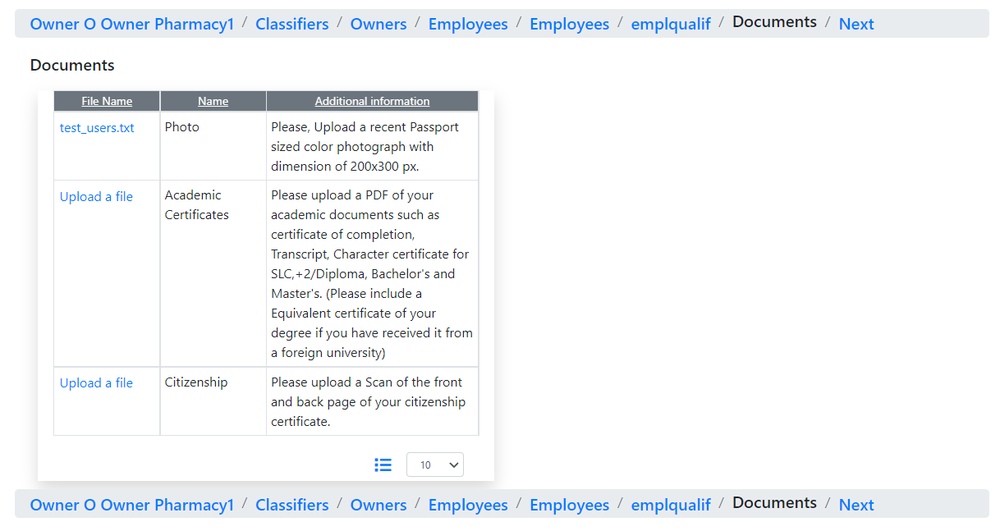 Owner O Owner Pharmacy1 / Classifiers / Owners / Employees / Employees / emplqualif / Documents / Next
Documents
File Name Name Additional information
test_users.txt Photo Please, Upload a recent Passport
sized color photograph with
dimension of 200x300 px.
Upload a file Academic Please upload a PDF of your
Certificates academic documents such as
certificate of completion,
Transcript, Character certificate for
SLC,+2/Diploma, Bachelor's and
Master's. (Please include a
Equivalent certificate of your
degree if you have received it from
a foreign university)
Upload a file Citizenship Please upload a Scan of the front
and back page of your citizenship
certificate.
10
Owner O Owner Pharmacy1 / Classifiers / Owners / Employees / Employees / emplqualif / Documents / Next